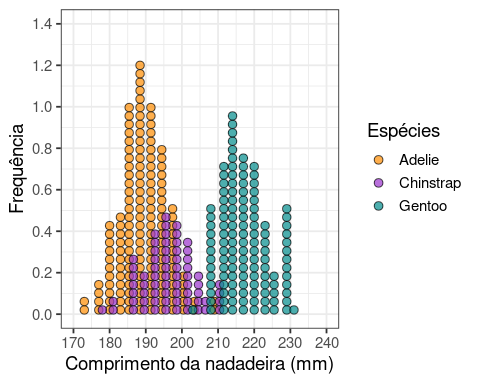 1.4
1.2
1.0
0.8
0.6
0.4
0.2
0.0
Frequência
170 180 190 200 210 220 230 240
Comprimento da nadadeira (mm)
Espécies
Adelie
Chinstrap
Gentoo